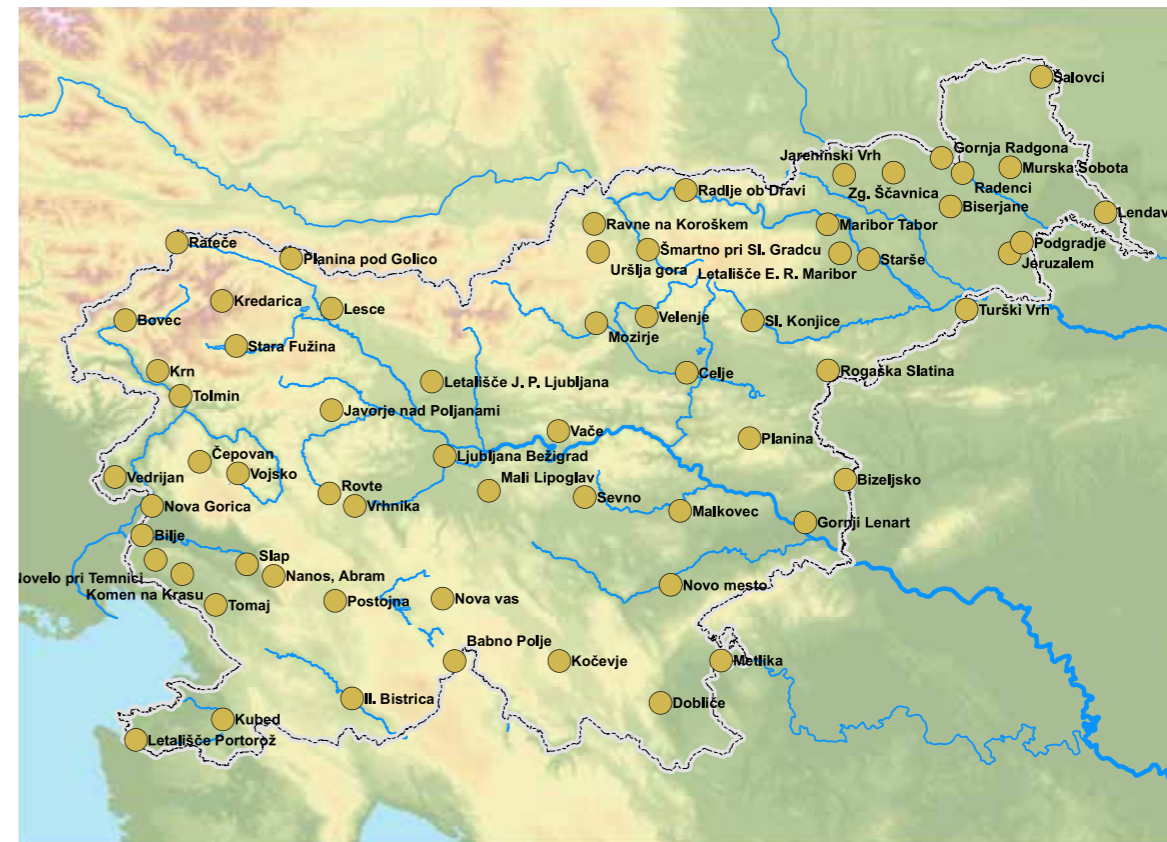 Šalovci
Gornja Radgona
Jareninski Vrh
Murska Sobota
Radenci
Zg. Ščavnica
Radlje ob Dravi
Biserjane
Lendav
Ravne na Koroškem
Maribor Tabor
Rateče
Podgradje
Šmartno pri Sl. Gradcu
Planina pod Golico
Uršlja gora
Starše
Jeruzalem
Letališče E. R. Maribor
Kredarica
Lesce
Turški Vrh
Bovec
Velenje
Sl. Konjice
Mozirje
Stara Fužina
Krn
Rogaška Slatina
Celje
Letališče J. P. Ljubljana
Tolmin
Javorje nad Poljanami
Vače
Planina
Čepovan
Ljubljana Bežigrad
Vojsko
Vedrijan
Mali Lipoglav
Bizeljsko
Rovte
Sevno
Nova Gorica
Vrhnika
Malkovec
Gornji Lenart
Bilje
Slap
Novelo pri Temnici
Nanos, Abram
Novo mesto
Komen na Krasu
Tomaj
Postojna
Nova vas
Babno Polje
Kočevje
Metlika
Il. Bistrica
Dobliče
Kubed
Letališče Portorož